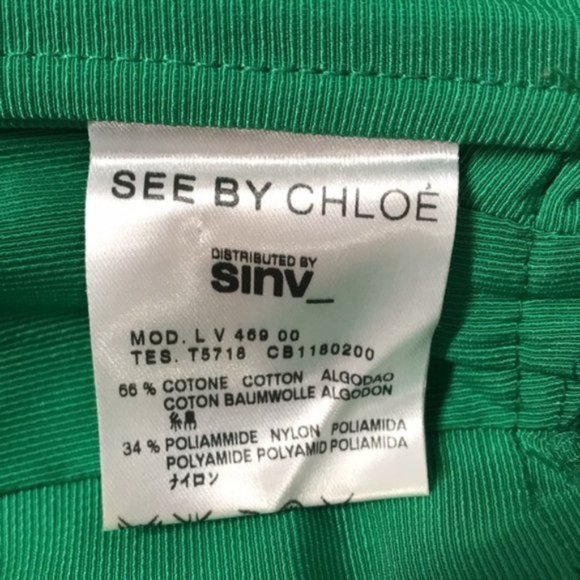 SEE BY CHLOÉ
DISTRIBUTED BY
sinv_
MOD. L V 469 00
TES. T5718 CB1180200
66 % COTONE COTTON ALGODAO
COTON BAUMWOLLE ALGODON
綿
34 % POLIAMMIDE NYLON POLIAMIDA
POLYAMIDE POLYAMID POLIAMIDA
ナイロン